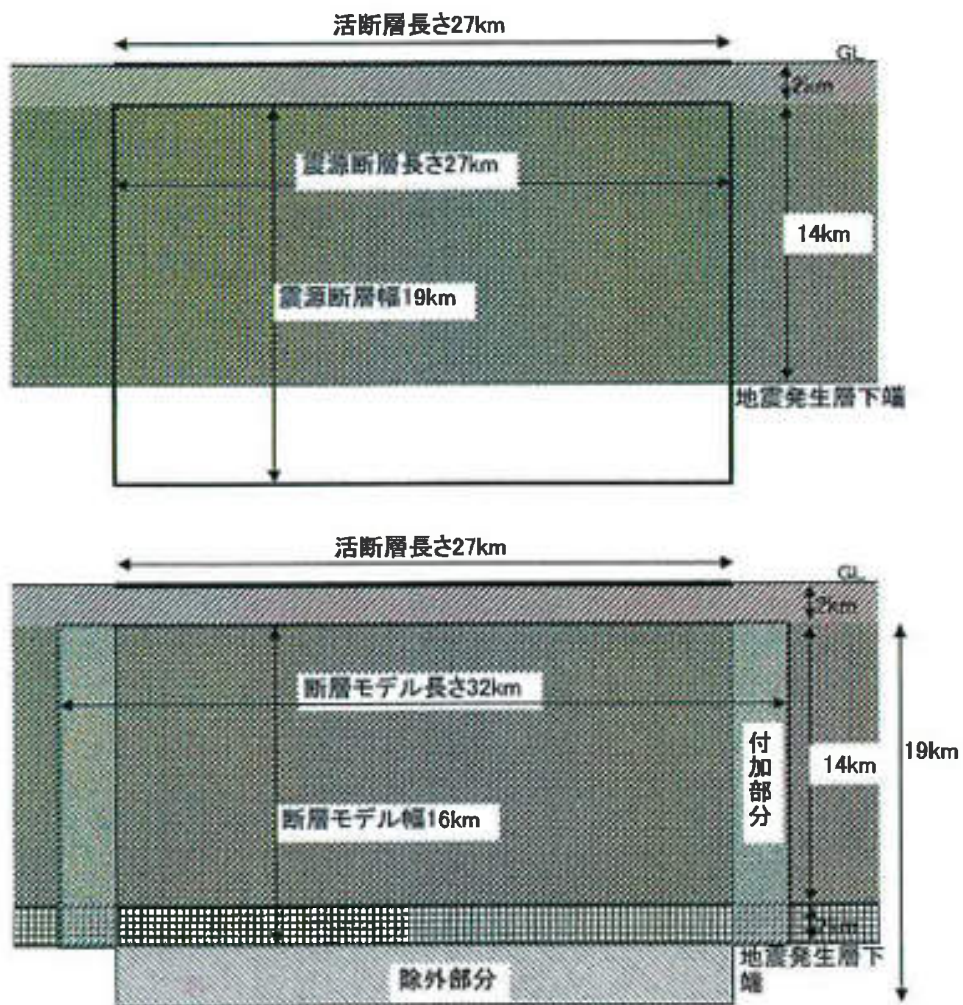 活断層長さ27km
GL
2km
震源断層長さ27km
14km
震源断層幅19km
地震発生層下端
活断層長さ27km
GL
2km
断層モデル長さ32km
付加部分
14km
19km
断層モデル幅16km
2km
地震発生層下
端
除外部分